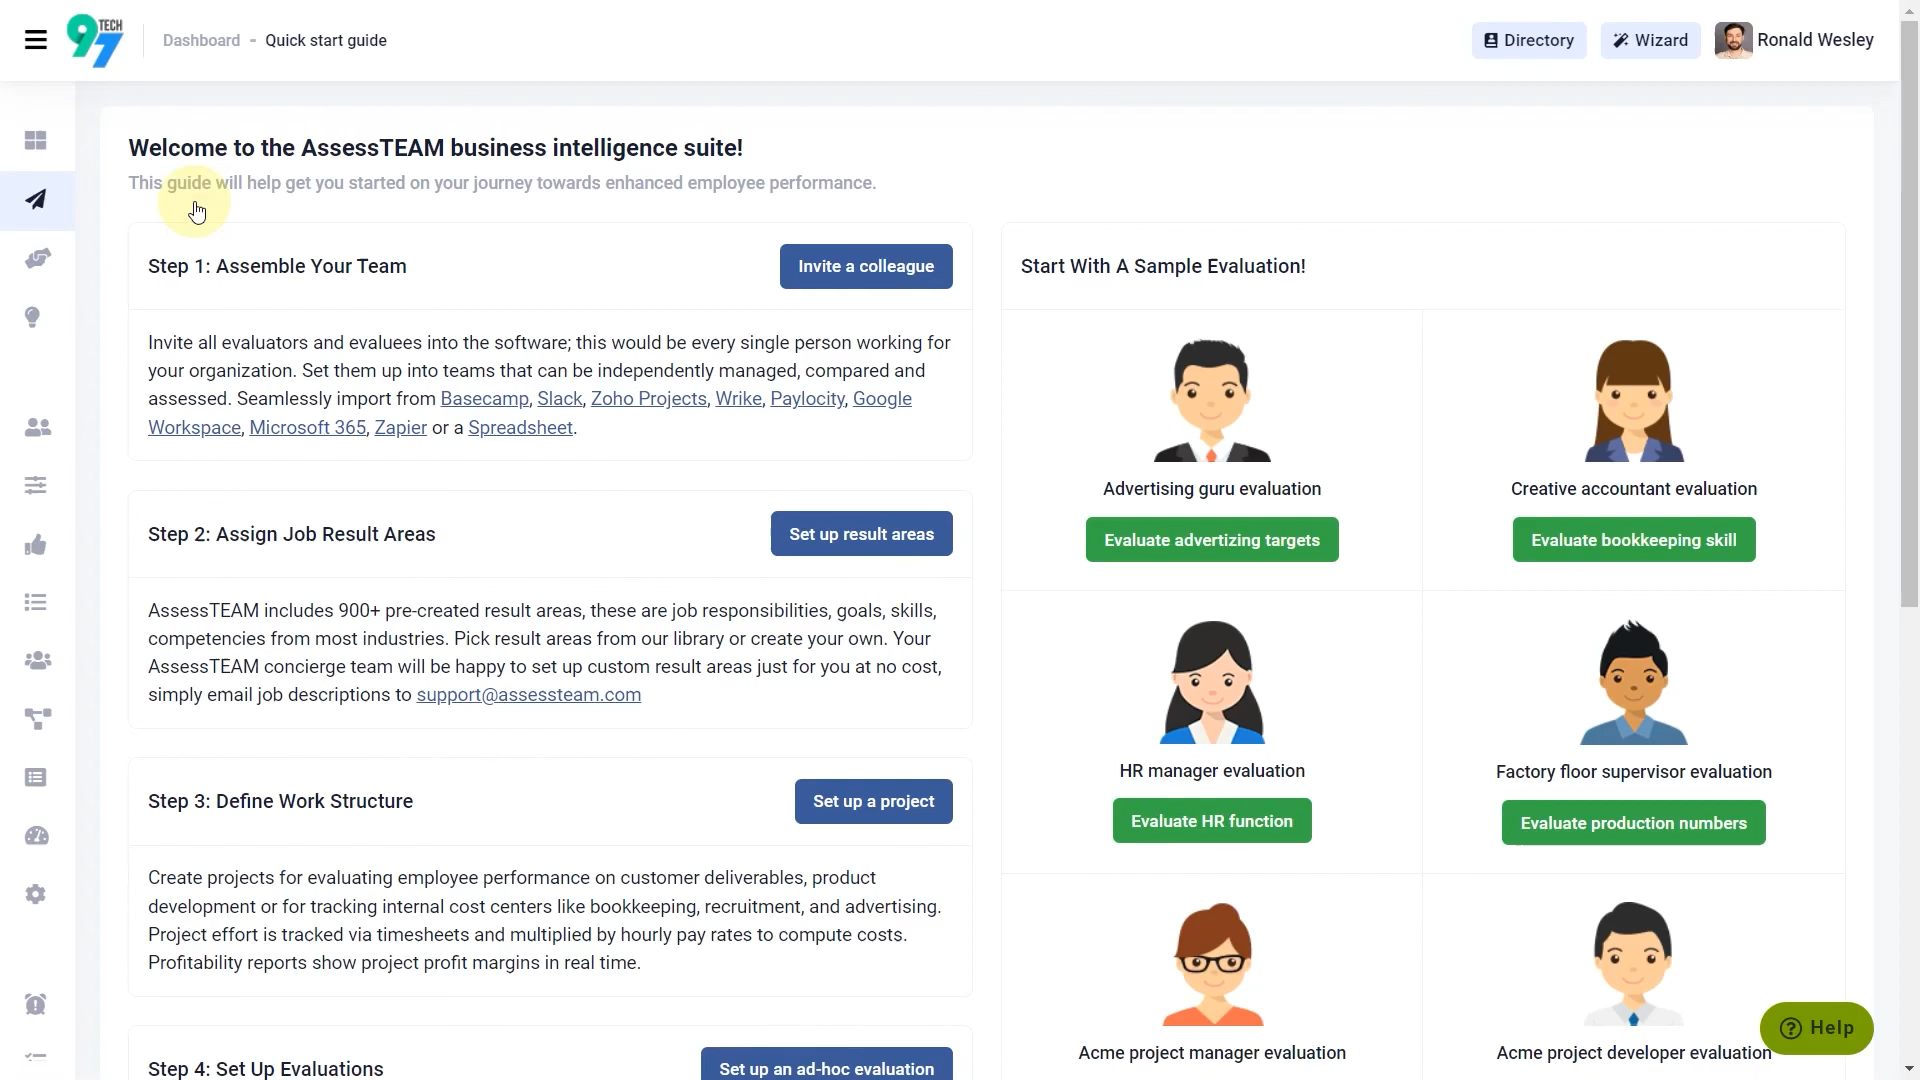 97 TECH
Dashboard - Quick start guide
Directory
Wizard
Ronald Wesley
Welcome to the AssessTEAM business intelligence suite!
This guide will help get you started on your journey towards enhanced employee performance.
Step 1: Assemble Your Team
Invite a colleague
Invite all evaluators and evaluees into the software; this would be every single person working for
your organization. Set them up into teams that can be independently managed, compared and
assessed. Seamlessly import from Basecamp, Slack, Zoho Projects, Wrike, Paylocity, Google
Workspace, Microsoft 365, Zapier or a Spreadsheet.
Step 2: Assign Job Result Areas
Set up result areas
AssessTEAM includes 900+ pre-created result areas, these are job responsibilities, goals, skills,
competencies from most industries. Pick result areas from our library or create your own. Your
AssessTEAM concierge team will be happy to set up custom result areas just for you at no cost,
simply email job descriptions to support@assessteam.com
Step 3: Define Work Structure
Set up a project
Create projects for evaluating employee performance on customer deliverables, product
development or for tracking internal cost centers like bookkeeping, recruitment, and advertising.
Project effort is tracked via timesheets and multiplied by hourly pay rates to compute costs.
Profitability reports show project profit margins in real time.
Step 4: Set Up Evaluations
Set up an ad-hoc evaluation
Start With A Sample Evaluation!
Advertising guru evaluation
Evaluate advertizing targets
Creative accountant evaluation
Evaluate bookkeeping skill
HR manager evaluation
Evaluate HR function
Factory floor supervisor evaluation
Evaluate production numbers
Acme project manager evaluation
Acme project developer evaluation
Help